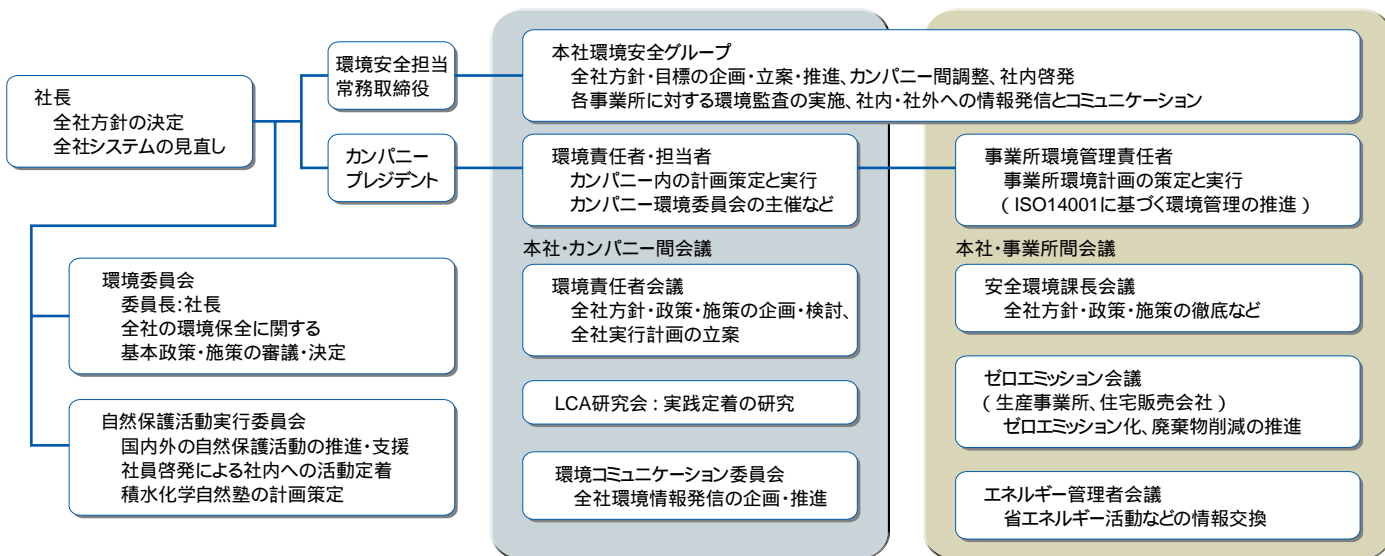 社長
全社方針の決定
全社システムの見直し
環境安全担当
常務取締役
カンパニー
プレジデント
本社環境安全グループ
全社方針・目標の企画・立案・推進、カンパニー間調整、社内啓発
各事業所に対する環境監査の実施、社内・社外への情報発信とコミュニケーション
環境責任者・担当者
カンパニー内の計画策定と実行
カンパニー環境委員会の主催など
事業所環境管理責任者
事業所環境計画の策定と実行
( ISO14001に基づく環境管理の推進 )
環境委員会
委員長:社長
全社の環境保全に関する
基本政策・施策の審議・決定
自然保護活動実行委員会
国内外の自然保護活動の推進・支援
社員啓発による社内への活動定着
積水化学自然塾の計画策定
本社・カンパニー間会議
環境責任者会議
全社方針・政策・施策の企画・検討、
全社実行計画の立案
LCA研究会 : 実践定着の研究
環境コミュニケーション委員会
全社環境情報発信の企画・推進
本社・事業所間会議
安全環境課長会議
全社方針・政策・施策の徹底など
ゼロエミッション会議
( 生産事業所、住宅販売会社 )
ゼロエミッション化、廃棄物削減の推進
エネルギー管理者会議
省エネルギー活動などの情報交換